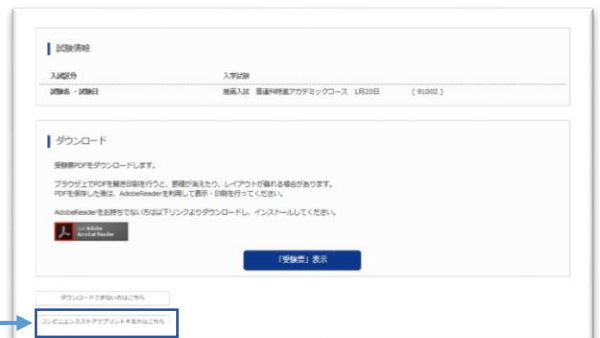 試験情報
入試区分 入学試験
試験名 ・試験日 推薦入試 普通科特進アカデミックコース 1月20日 [ 91002 ]
ダウンロード
受験票PDFをダウンロードします。
ブラウザ上でPDFを開き印刷を行うと、罫線が消えたり、レイアウトが崩れる場合があります。
PDFを保存した後は、AdobeReaderを利用して表示・印刷を行ってください。
AdobeReaderをお持ちでない方は以下リンクよりダウンロードし、インストールしてください。
Get Adobe
Acrobat Reader
「受験票」表示
ダウンロードできない方はこちら
コンビニエンスストアでプリントする方はこちら